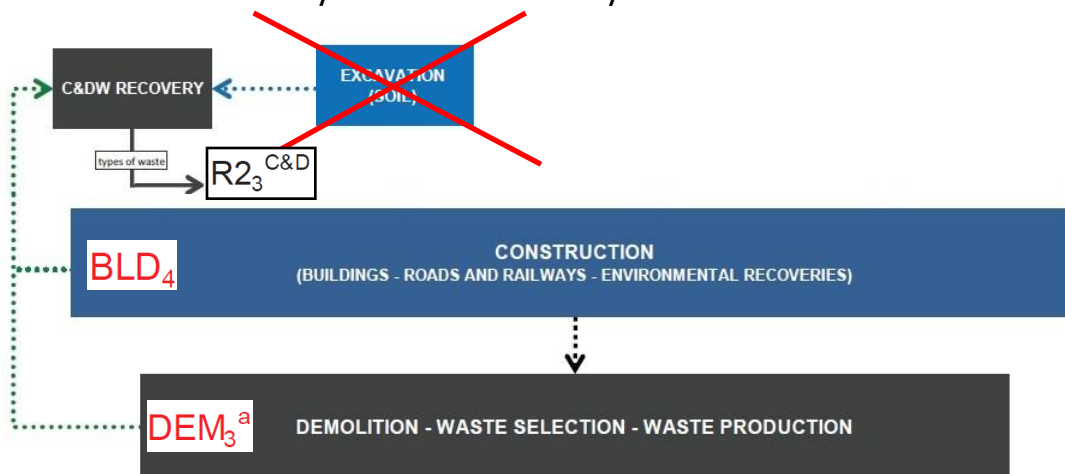 C&DW RECOVERY
EXCAVATION
(SOIL)
types of waste
R2₃ᶜ&ᴰ
BLD₄
CONSTRUCTION
(BUILDINGS - ROADS AND RAILWAYS - ENVIRONMENTAL RECOVERIES)
DEM₃ᵃ
DEMOLITION - WASTE SELECTION - WASTE PRODUCTION